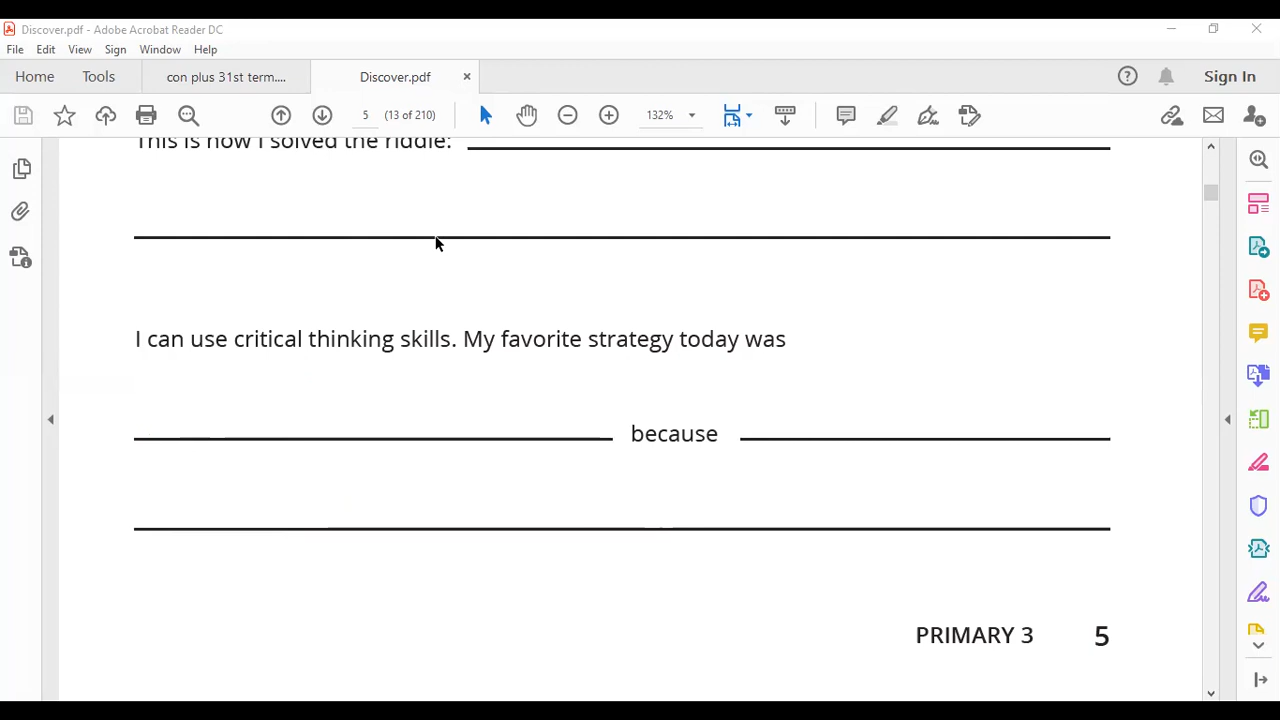 Discover.pdf - Adobe Acrobat Reader DC
File Edit View Sign Window Help
Home Tools con plus 31st term.... Discover.pdf × Sign In
5 (13 of 210) 132%
This is how I solved the riddle:
I can use critical thinking skills. My favorite strategy today was
because
PRIMARY 3 5